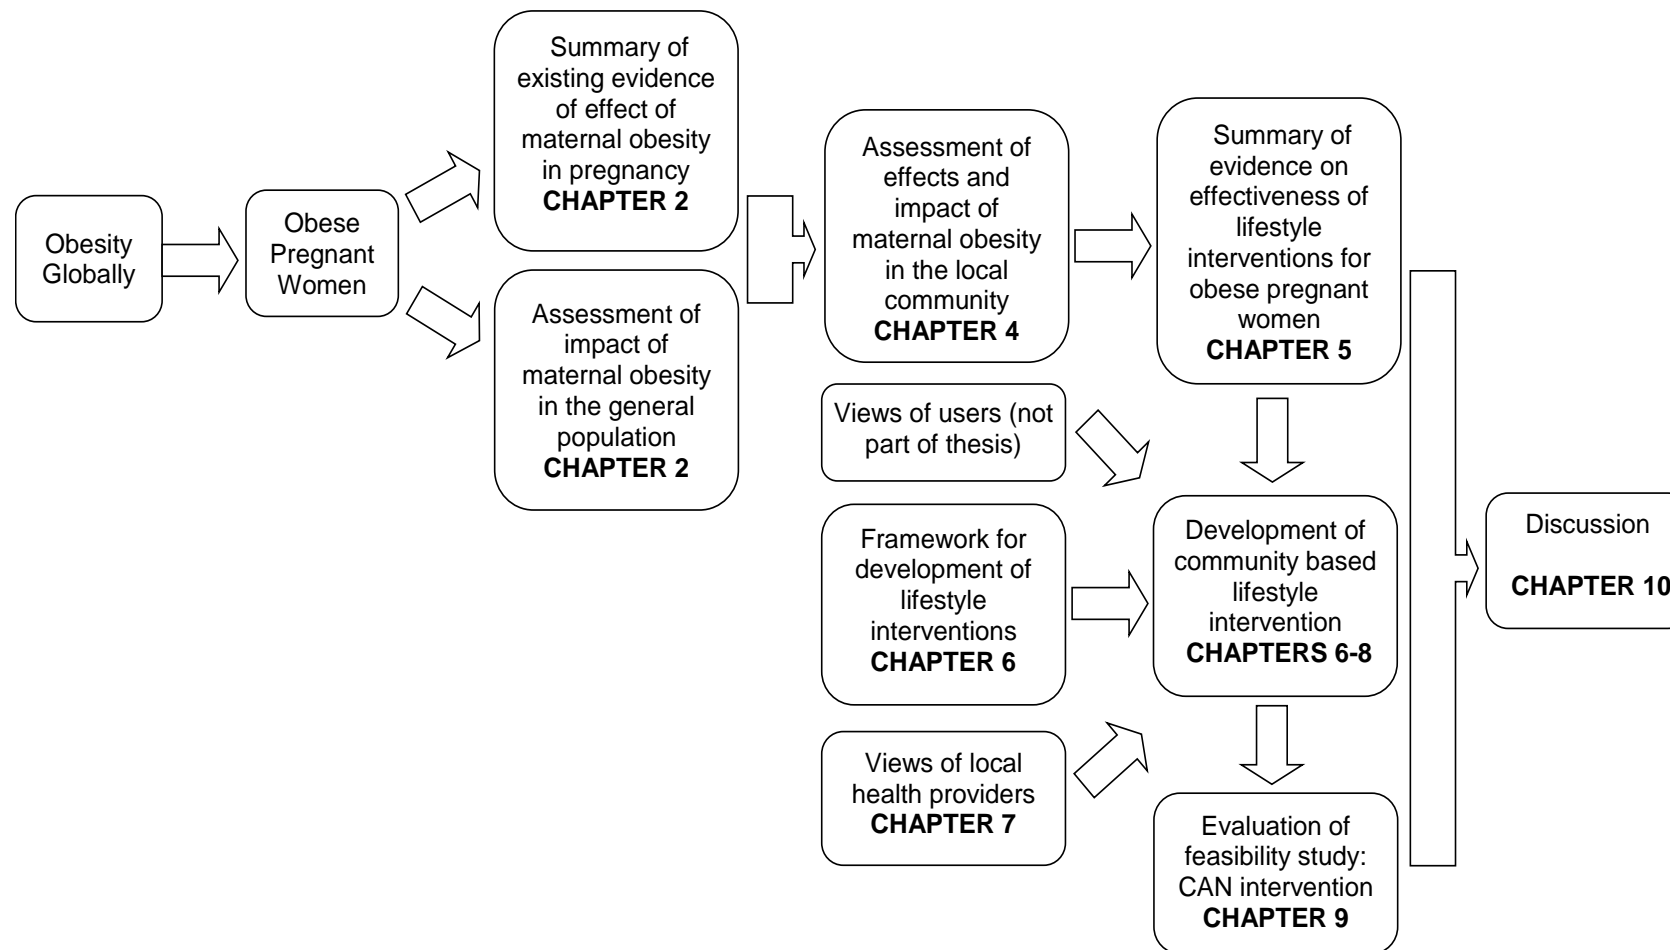 Obesity
Globally
Obese
Pregnant
Women
Summary of
existing evidence
of effect of
maternal obesity
in pregnancy
CHAPTER 2
Assessment of
impact of
maternal obesity
in the general
population
CHAPTER 2
Assessment of
effects and
impact of
maternal obesity
in the local
community
CHAPTER 4
Summary of
evidence on
effectiveness of
lifestyle
interventions for
obese pregnant
women
CHAPTER 5
Views of users (not
part of thesis)
Framework for
development of
lifestyle
interventions
CHAPTER 6
Views of local
health providers
CHAPTER 7
Development of
community based
lifestyle
intervention
CHAPTERS 6-8
Evaluation of
feasibility study:
CAN intervention
CHAPTER 9
Discussion
CHAPTER 10